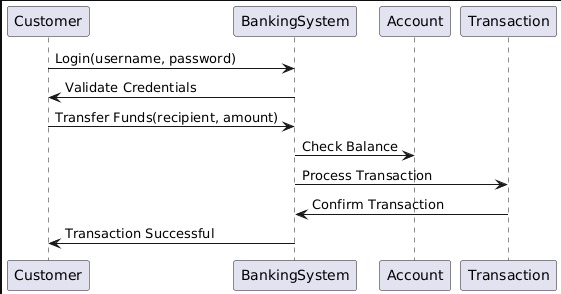 Customer BankingSystem Account Transaction
Login(username, password)
Validate Credentials
Transfer Funds(recipient, amount)
Check Balance
Process Transaction
Confirm Transaction
Transaction Successful
Customer BankingSystem Account Transaction